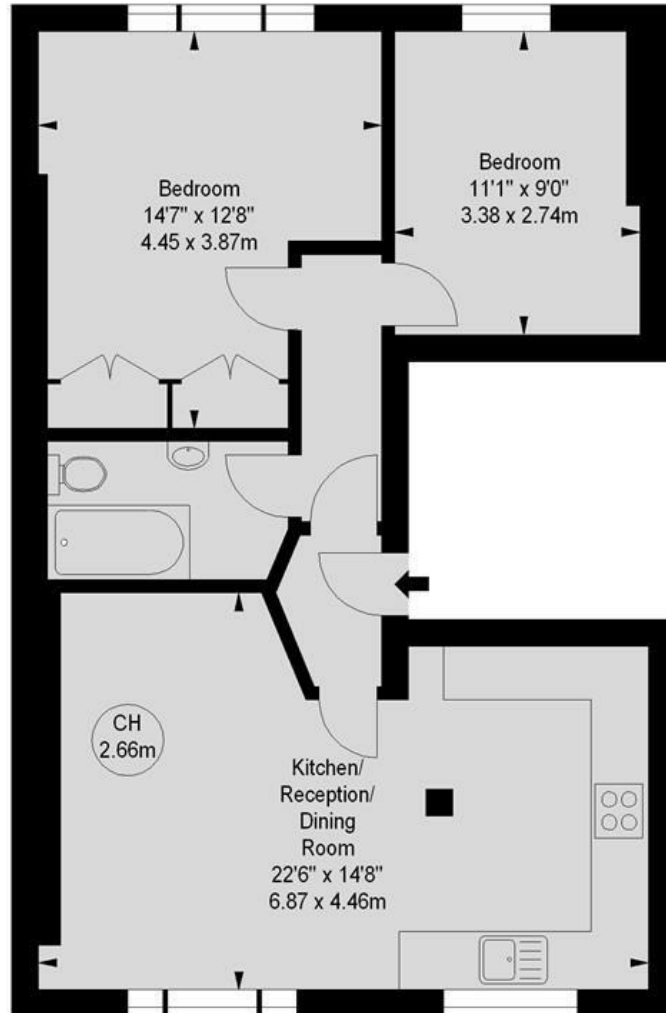 Bedroom
14'7" x 12'8"
4.45 x 3.87m
Bedroom
11'1" x 9'0"
3.38 x 2.74m
CH
2.66m
Kitchen/
Reception/
Dining
Room
22'6" x 14'8"
6.87 x 4.46m